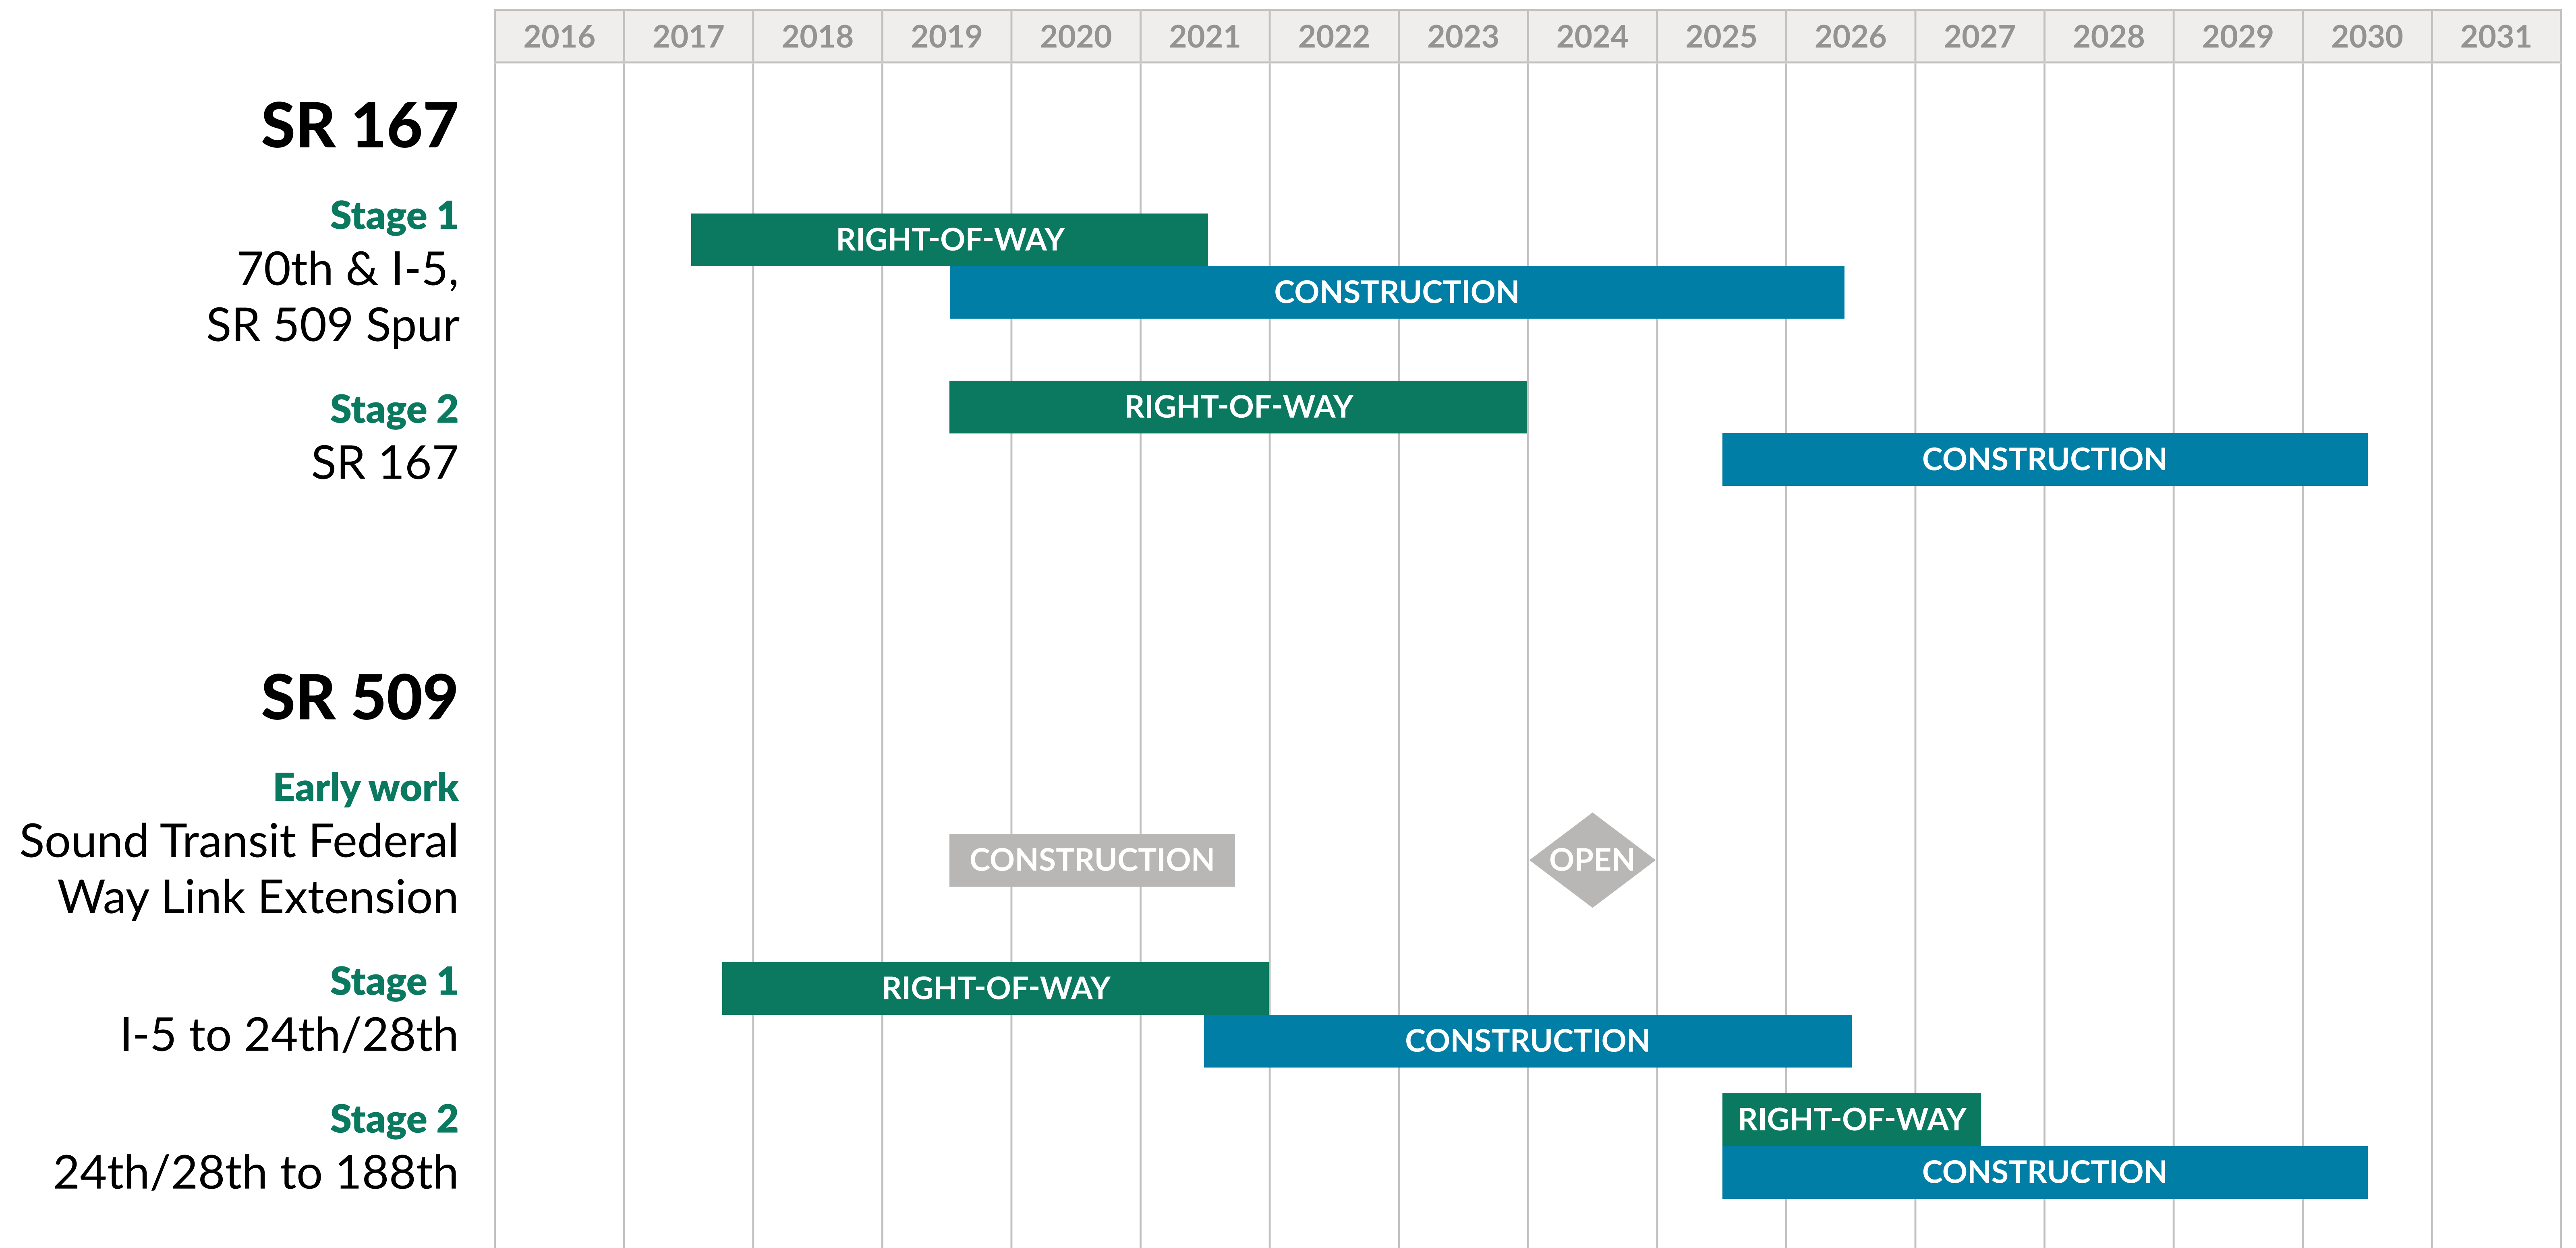 2016 2017 2018 2019 2020 2021 2022 2023 2024 2025 2026 2027 2028 2029 2030 2031
SR 167
Stage 1
70th & I-5,
SR 509 Spur
RIGHT-OF-WAY
CONSTRUCTION
Stage 2
SR 167
RIGHT-OF-WAY
CONSTRUCTION
SR 509
Early work
Sound Transit Federal
Way Link Extension
CONSTRUCTION
OPEN
Stage 1
I-5 to 24th/28th
RIGHT-OF-WAY
CONSTRUCTION
Stage 2
24th/28th to 188th
RIGHT-OF-WAY
CONSTRUCTION